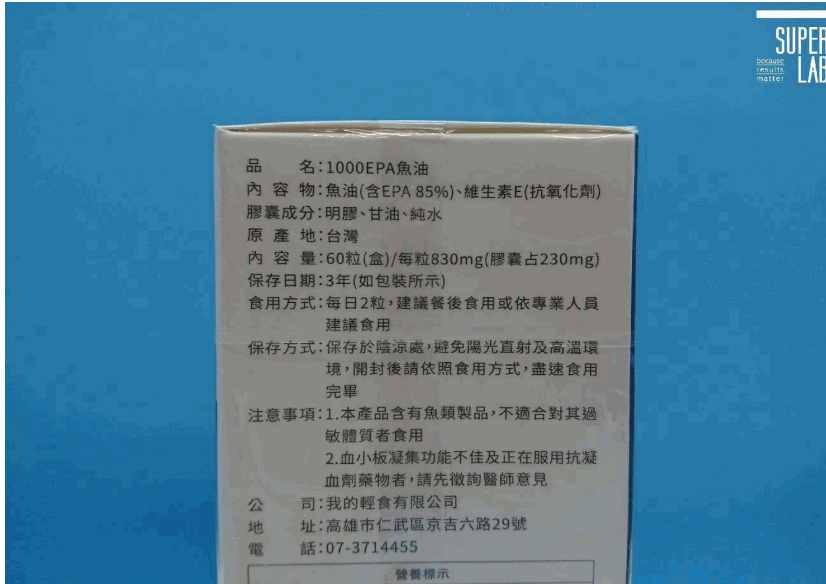 SUPER
because
results
matter
LAB
品名:1000EPA魚油
內容物:魚油(含EPA 85%)、維生素E(抗氧化劑)
膠囊成分:明膠、甘油、純水
原產地:台灣
內容量:60粒(盒)/每粒830mg(膠囊占230mg)
保存日期:3年(如包裝所示)
食用方式:每日2粒,建議餐後食用或依專業人員
建議食用
保存方式:保存於陰涼處,避免陽光直射及高溫環
境,開封後請依照食用方式,盡速食用
完畢
注意事項:1.本產品含有魚類製品,不適合對其過
敏體質者食用
2.血小板凝集功能不佳及正在服用抗凝
血劑藥物者,請先徵詢醫師意見
公司:我的輕食有限公司
地址:高雄市仁武區京吉六路29號
電話:07-3714455
營養標示